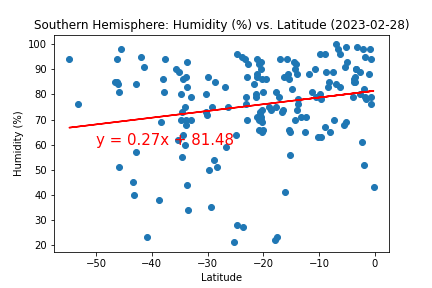 Southern Hemisphere: Humidity (%) vs. Latitude (2023-02-28)
100
90
80
70
60
50
40
30
20
Humidity (%)
y = 0.27x + 81.48
−50 −40 −30 −20 −10 0
Latitude